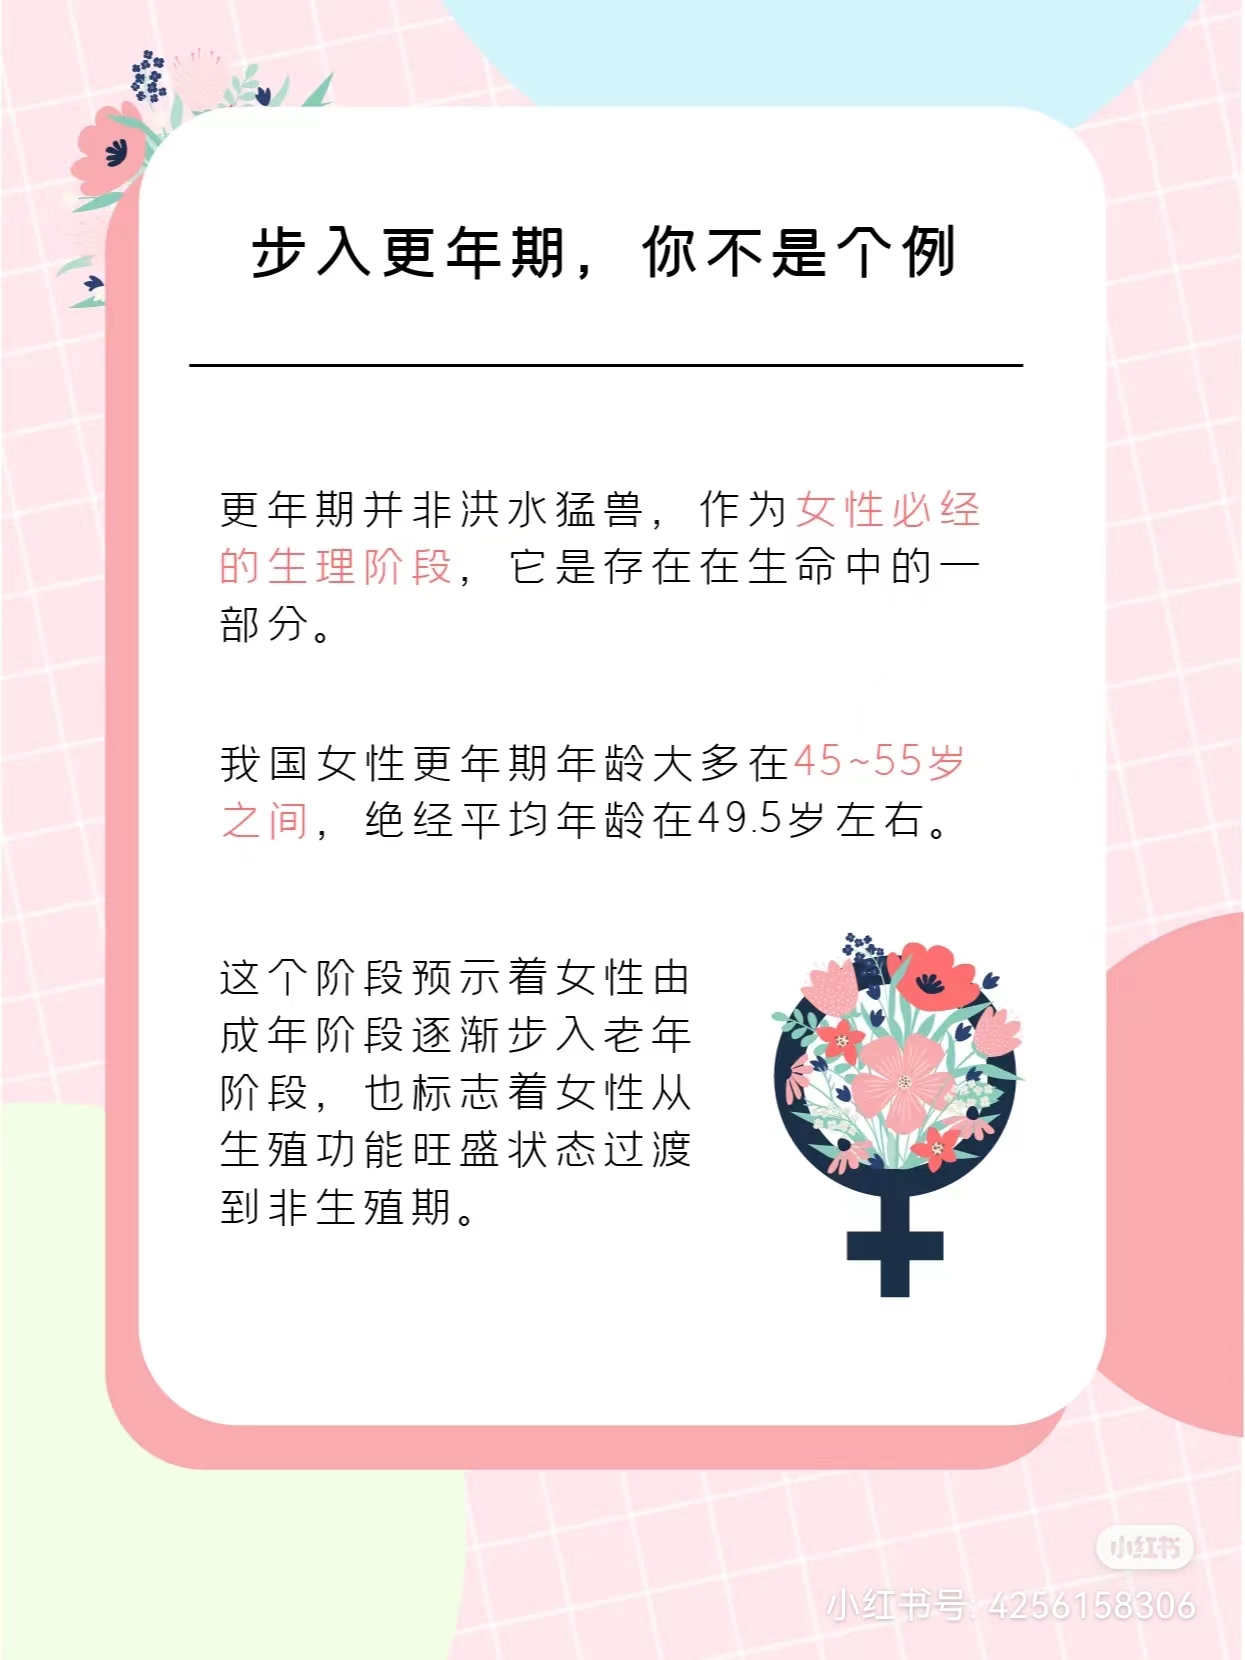 步入更年期，你不是个例
更年期并非洪水猛兽，作为女性必经
的生理阶段，它是存在在生命中的一
部分。
我国女性更年期年龄大多在45~55岁
之间，绝经平均年龄在49.5岁左右。
这个阶段预示着女性由
成年阶段逐渐步入老年
阶段，也标志着女性从
生殖功能旺盛状态过渡
到非生殖期。
小红书
小红书号: 4256158306